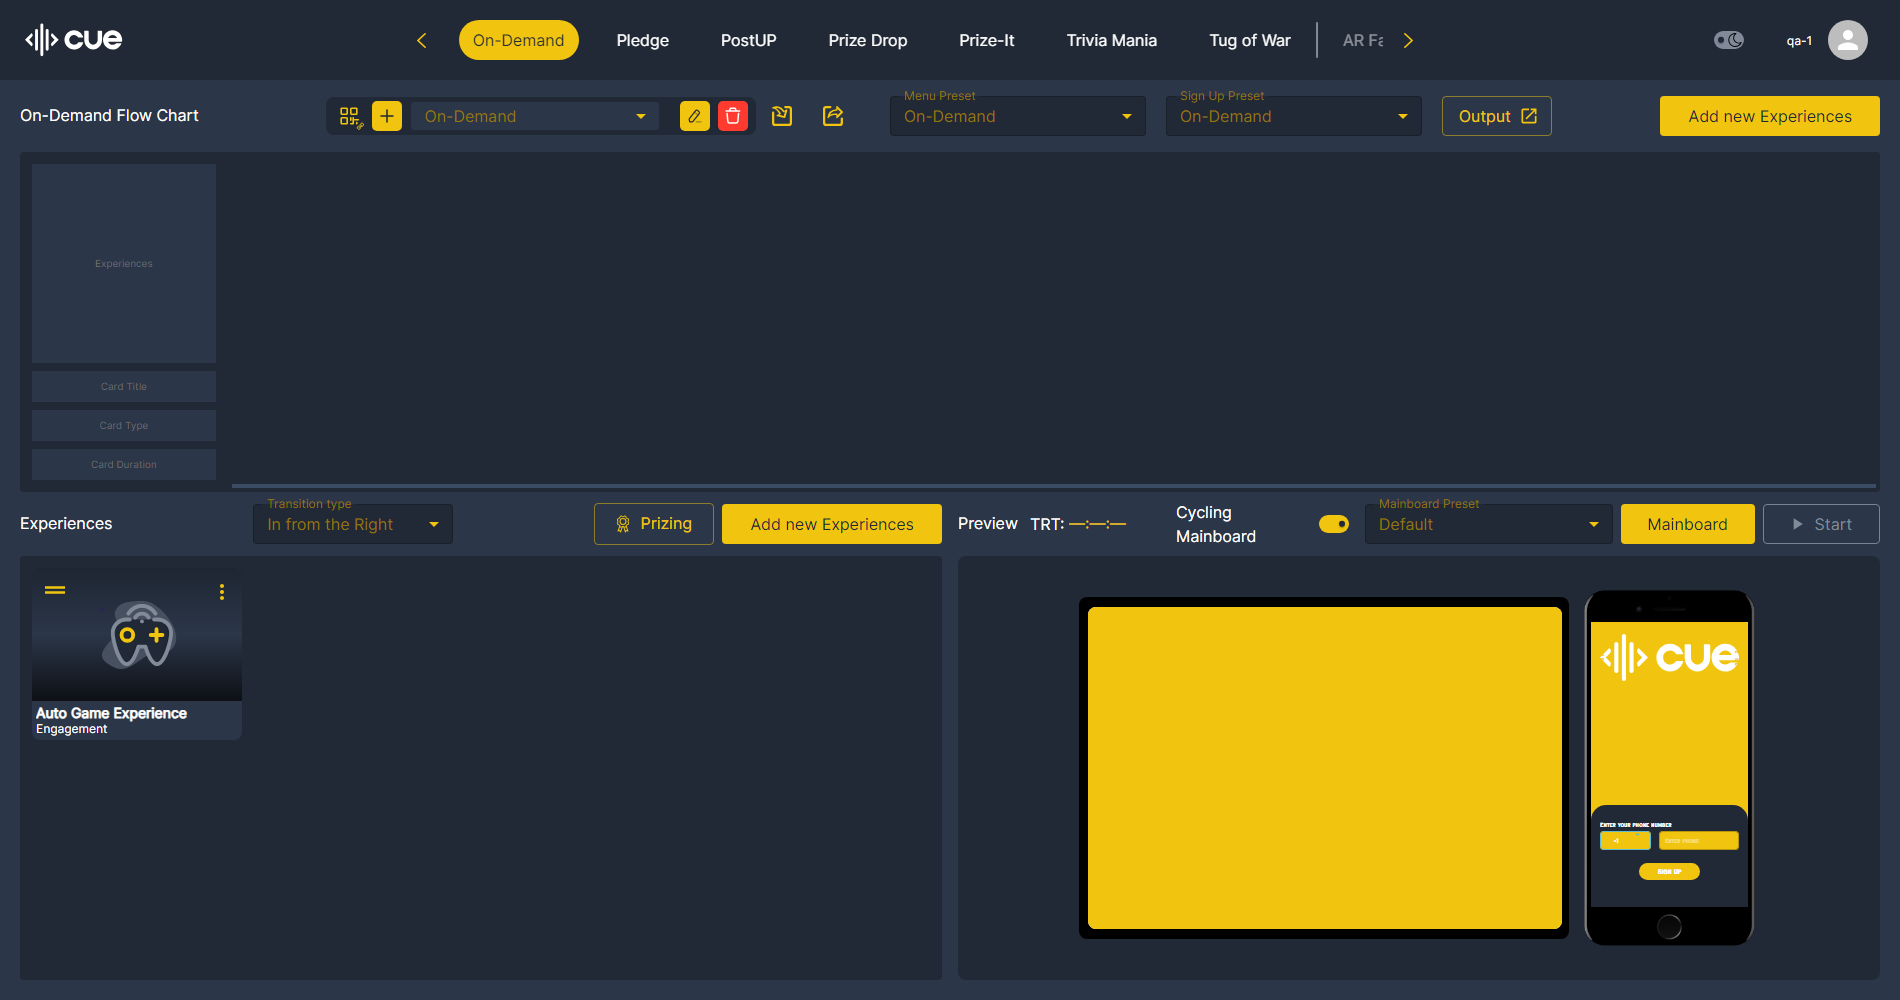 cue
On-Demand
Pledge
PostUP
Prize Drop
Prize-It
Trivia Mania
Tug of War
AR Fa
qa-1
On-Demand Flow Chart
On-Demand
Menu Preset
On-Demand
Sign Up Preset
On-Demand
Output
Add new Experiences
Experiences
Card Title
Card Type
Card Duration
Experiences
Transition type
In from the Right
Prizing
Add new Experiences
Preview
TRT: —:—:—
Cycling
Mainboard
Mainboard Preset
Default
Mainboard
Start
Auto Game Experience
Engagement
cue
Enter your phone number
+1
Enter phone
Sign up